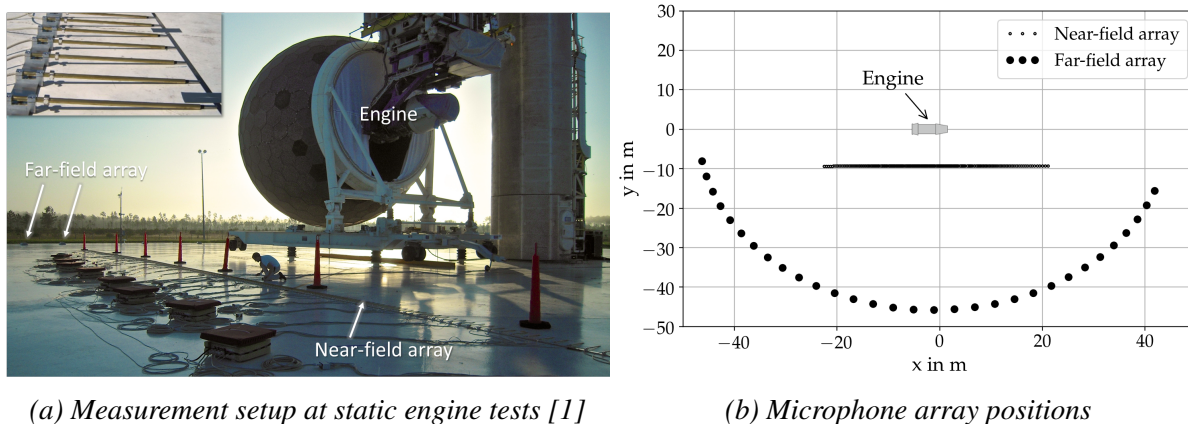 Engine
Far-field array
Near-field array
(a) Measurement setup at static engine tests [1]
30
20
10
0
−10
−20
−30
−40
−50
y in m
−40
−20
0
20
40
x in m
Near-field array
Far-field array
Engine
(b) Microphone array positions